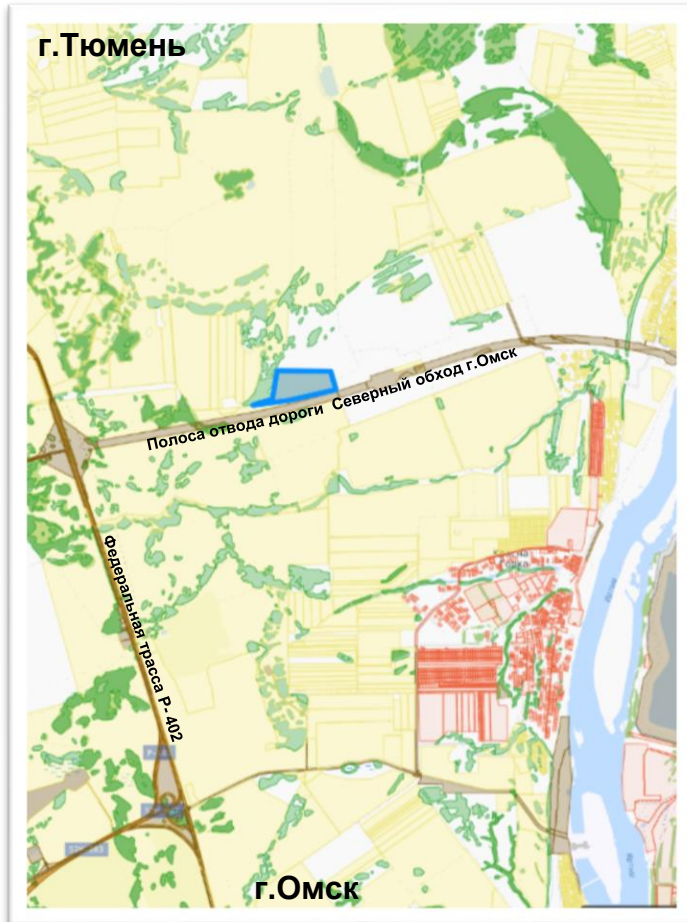 г.Тюмень
Полоса отвода дороги Северный обход г.Омск
Федеральная трасса Р- 402
г.Омск